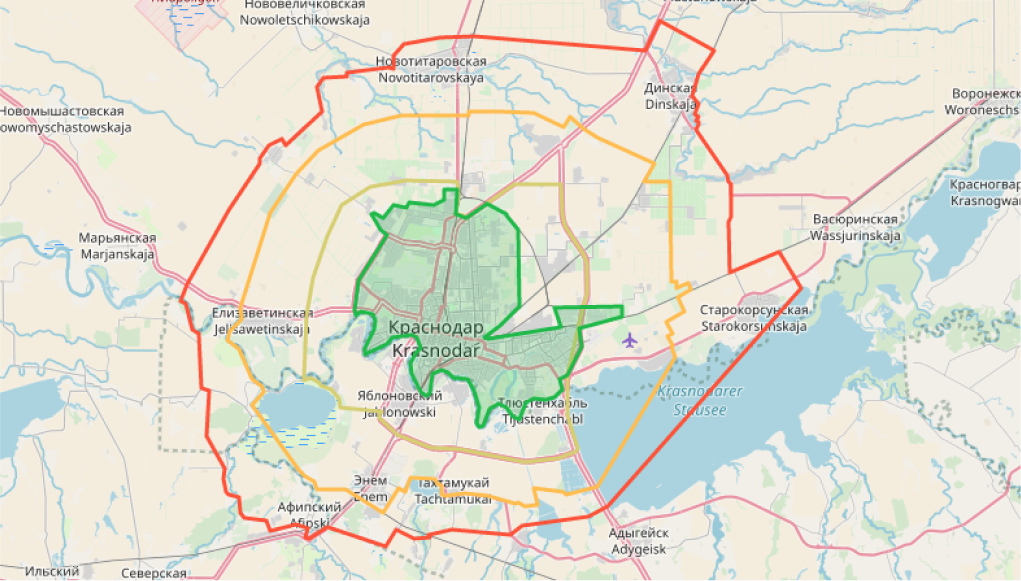 Нововеличковская
Nowoletschikowskaja
Новотитаровская
Novotitarovskaya
Динская
Dinskaja
Новомышастовская
owomyschastowskaja
Воронежск
Woroneschs
Красногвар
Krasnogwar
Васюринская
Wassjurinskaja
Марьянская
Marjanskaja
Елизаветинская
Jelisawetinskaja
Старокорсунская
Starokorsunskaja
Краснодар
Krasnodar
Яблоновский
Jablonowski
Тлюстенхабль
Tljustenchabl
Krasnodarer
Stausee
Энем
Enem
Тахтамукай
Tachtamukai
Афипский
Afipski
Адыгейск
Adygeisk
Ильский
Северская